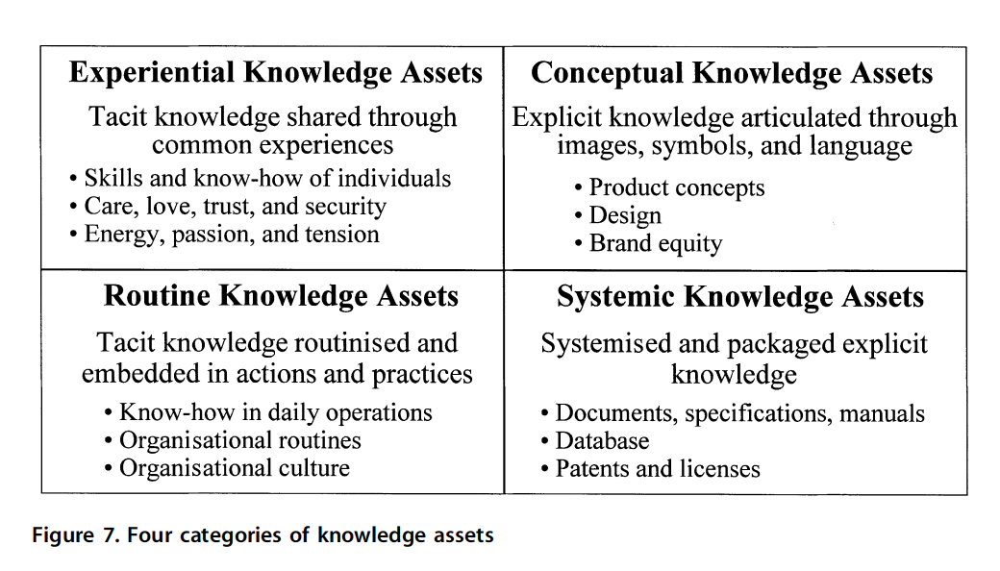 Experiential Knowledge Assets
Tacit knowledge shared through
common experiences
• Skills and know-how of individuals
• Care, love, trust, and security
• Energy, passion, and tension
Conceptual Knowledge Assets
Explicit knowledge articulated through
images, symbols, and language
• Product concepts
• Design
• Brand equity
Routine Knowledge Assets
Tacit knowledge routinised and
embedded in actions and practices
• Know-how in daily operations
• Organisational routines
• Organisational culture
Systemic Knowledge Assets
Systemised and packaged explicit
knowledge
• Documents, specifications, manuals
• Database
• Patents and licenses
Figure 7. Four categories of knowledge assets